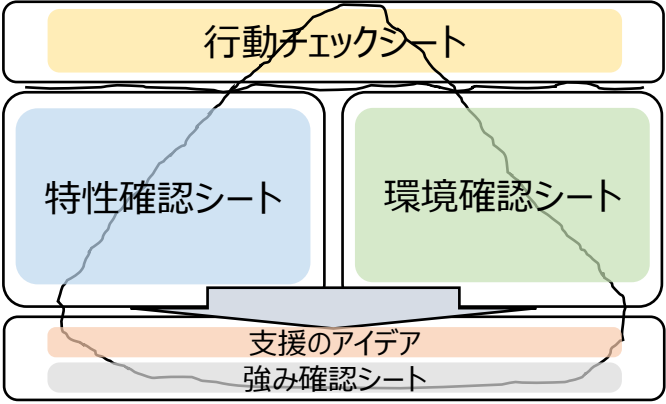 行動チェックシート
特性確認シート
環境確認シート
支援のアイデア
強み確認シート